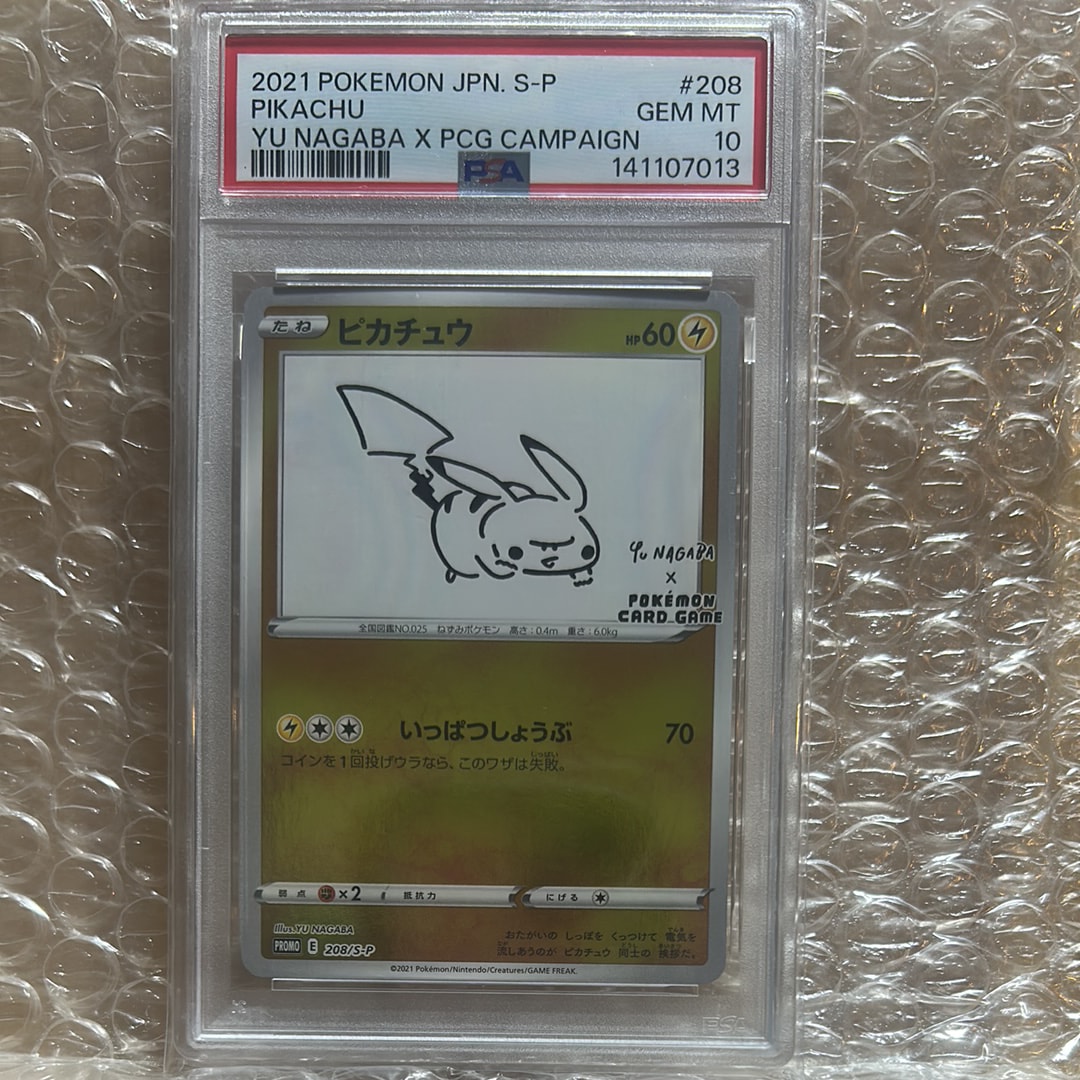 2021 POKEMON JPN. S-P #208
PIKACHU GEM MT
YU NAGABA X PCG CAMPAIGN 10
PSA 141107013
たね ピカチュウ HP60
YU NAGABA
×
POKÉMON
CARD GAME
全国図鑑NO.025 ねずみポケモン 高さ:0.4m 重さ:6.0kg
いっぱつしょうぶ 70
コインを1回投げウラなら、このワザは失敗。
弱点 ×2 抵抗力 にげる
Illus.YU NAGABA
PROMO E 208/S-P
おたがいの しっぽを くっつけて 電気を
流しあうのが ピカチュウ 同士の 挨拶だ。
©2021 Pokémon/Nintendo/Creatures/GAME FREAK.